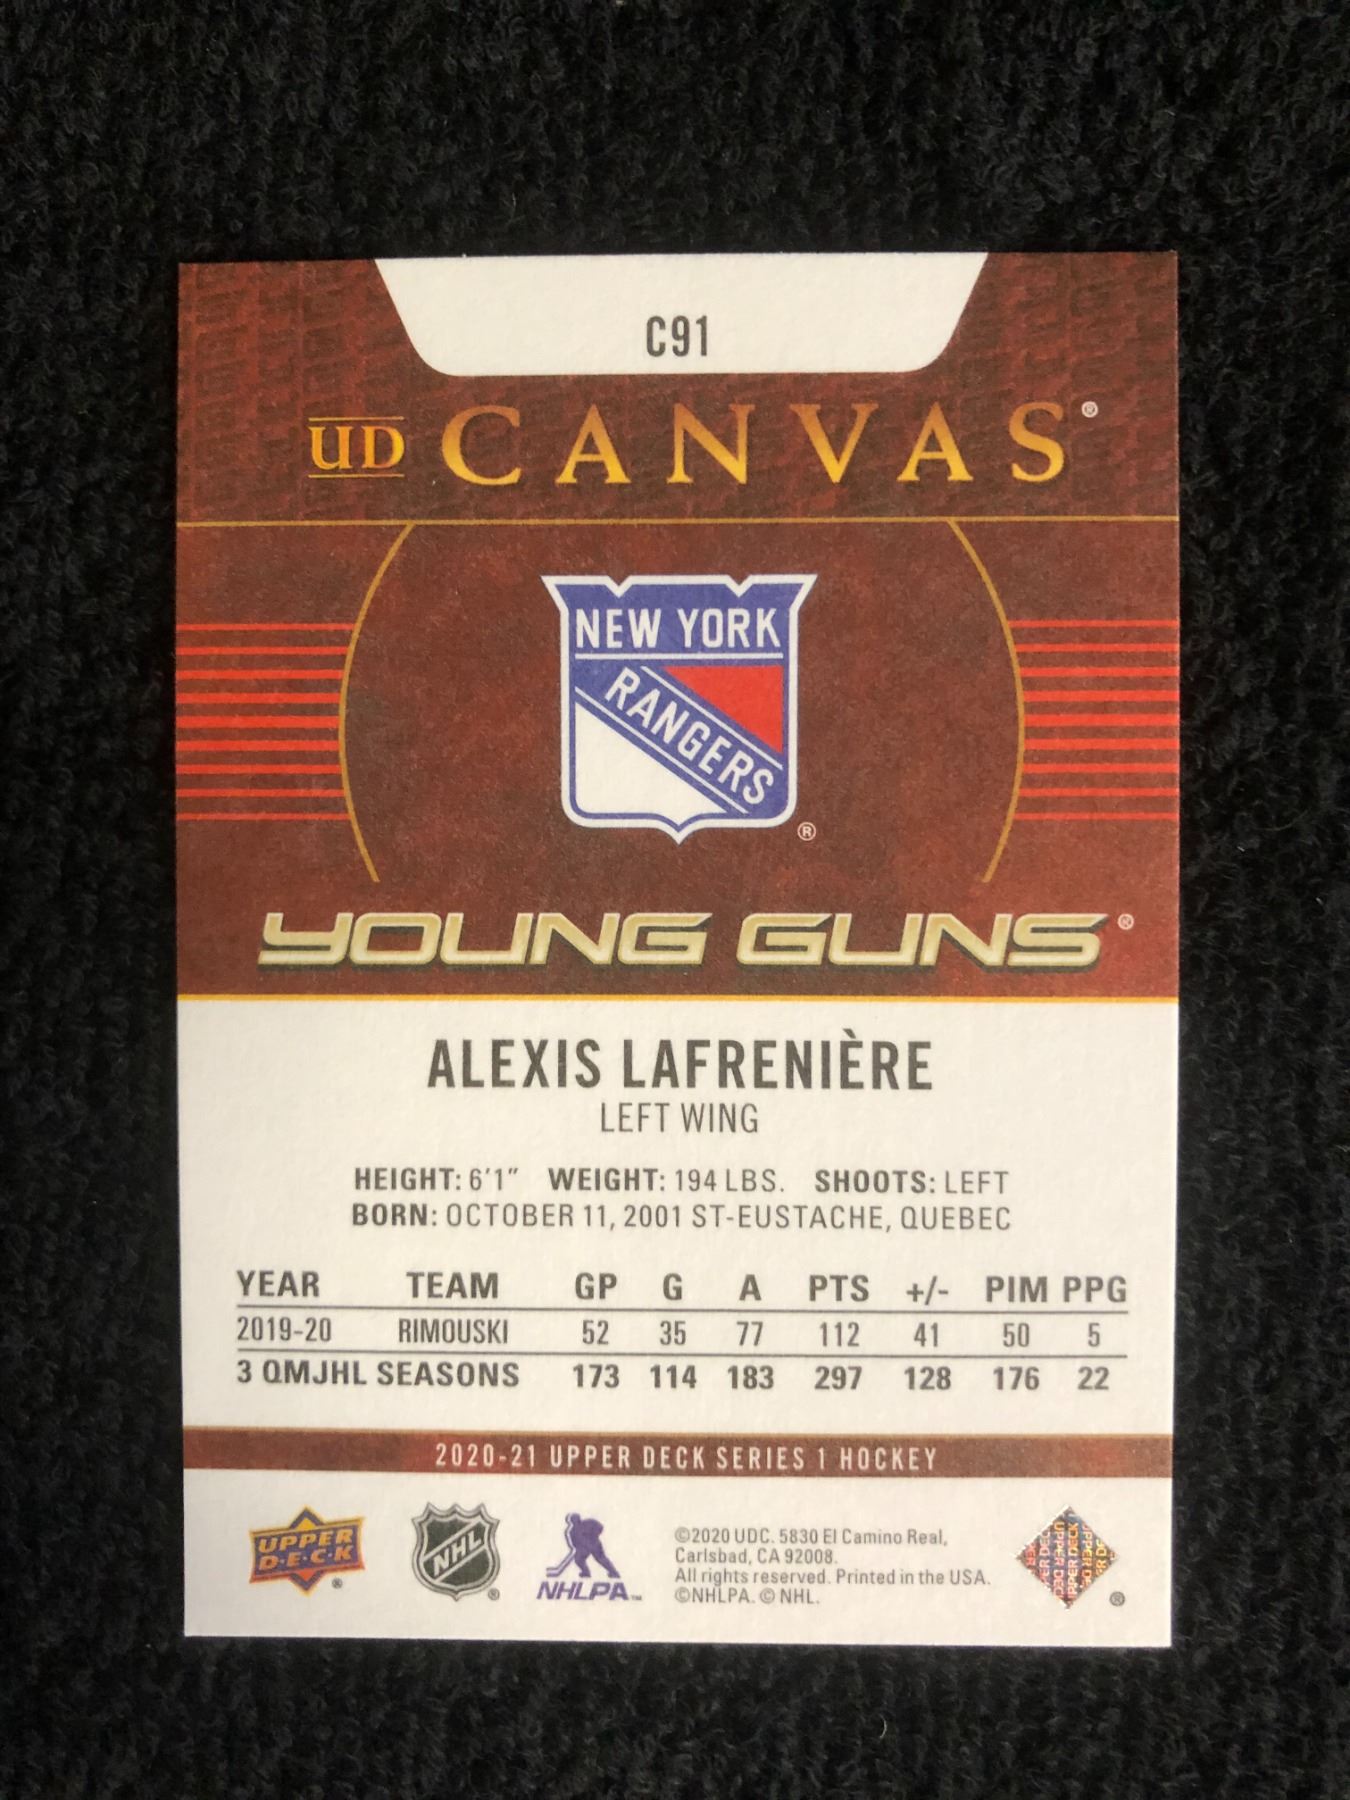 C91
UD CANVAS®
NEW YORK
RANGERS
®
YOUNG GUNS®
ALEXIS LAFRENIÈRE
LEFT WING
HEIGHT: 6'1" WEIGHT: 194 LBS. SHOOTS: LEFT
BORN: OCTOBER 11, 2001 ST-EUSTACHE, QUEBEC
YEAR TEAM GP G A PTS +/- PIM PPG
2019-20 RIMOUSKI 52 35 77 112 41 50 5
3 QMJHL SEASONS 173 114 183 297 128 176 22
2020-21 UPPER DECK SERIES 1 HOCKEY
UPPER
D•E•C•K
®
NHL
®
NHLPA™
©2020 UDC. 5830 El Camino Real,
Carlsbad, CA 92008.
All rights reserved. Printed in the USA.
©NHLPA. © NHL.
UPPER DECK
®